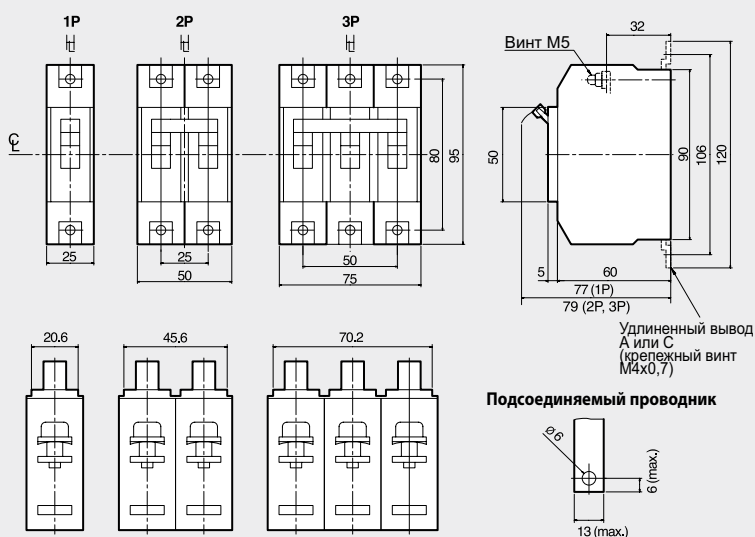 1P
2P
3P
32
Винт М5
℄
80
95
50
90
106
120
25
25
50
50
75
5
60
77 (1P)
79 (2P, 3P)
20.6
45.6
70.2
Удлиненный вывод
А или С
(крепежный винт
М4х0,7)
Подсоединяемый проводник
ø6
6 (max.)
13 (max.)